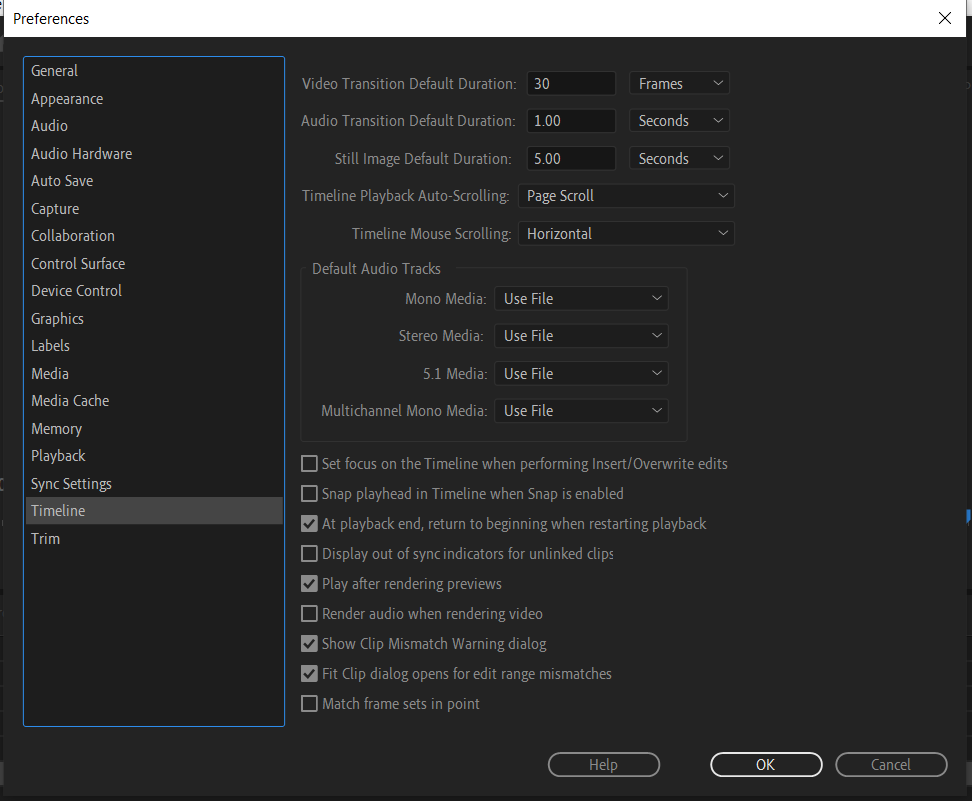 Preferences
General
Appearance
Audio
Audio Hardware
Auto Save
Capture
Collaboration
Control Surface
Device Control
Graphics
Labels
Media
Media Cache
Memory
Playback
Sync Settings
Timeline
Trim
Video Transition Default Duration: 30 Frames
Audio Transition Default Duration: 1.00 Seconds
Still Image Default Duration: 5.00 Seconds
Timeline Playback Auto-Scrolling: Page Scroll
Timeline Mouse Scrolling: Horizontal
Default Audio Tracks
Mono Media: Use File
Stereo Media: Use File
5.1 Media: Use File
Multichannel Mono Media: Use File
Set focus on the Timeline when performing Insert/Overwrite edits
Snap playhead in Timeline when Snap is enabled
At playback end, return to beginning when restarting playback
Display out of sync indicators for unlinked clips
Play after rendering previews
Render audio when rendering video
Show Clip Mismatch Warning dialog
Fit Clip dialog opens for edit range mismatches
Match frame sets in point
Help OK Cancel